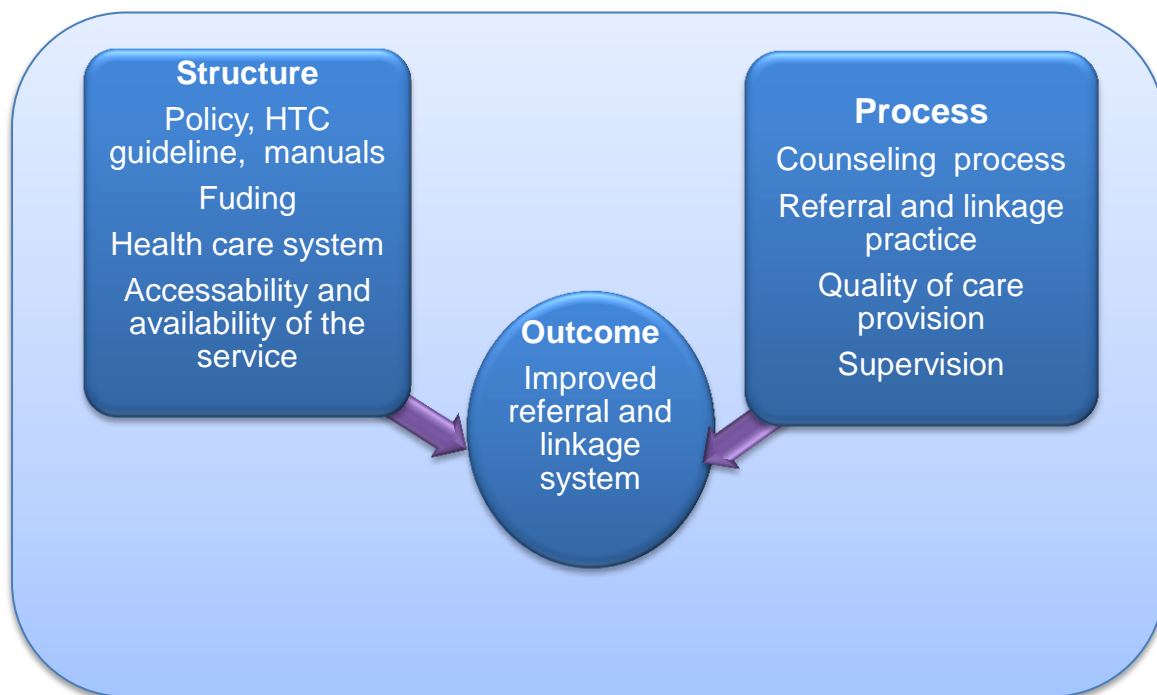 Structure
Policy, HTC
guideline, manuals
Fuding
Health care system
Accessability and
availability of the
service
Process
Counseling process
Referral and linkage
practice
Quality of care
provision
Supervision
Outcome
Improved
referral and
linkage
system